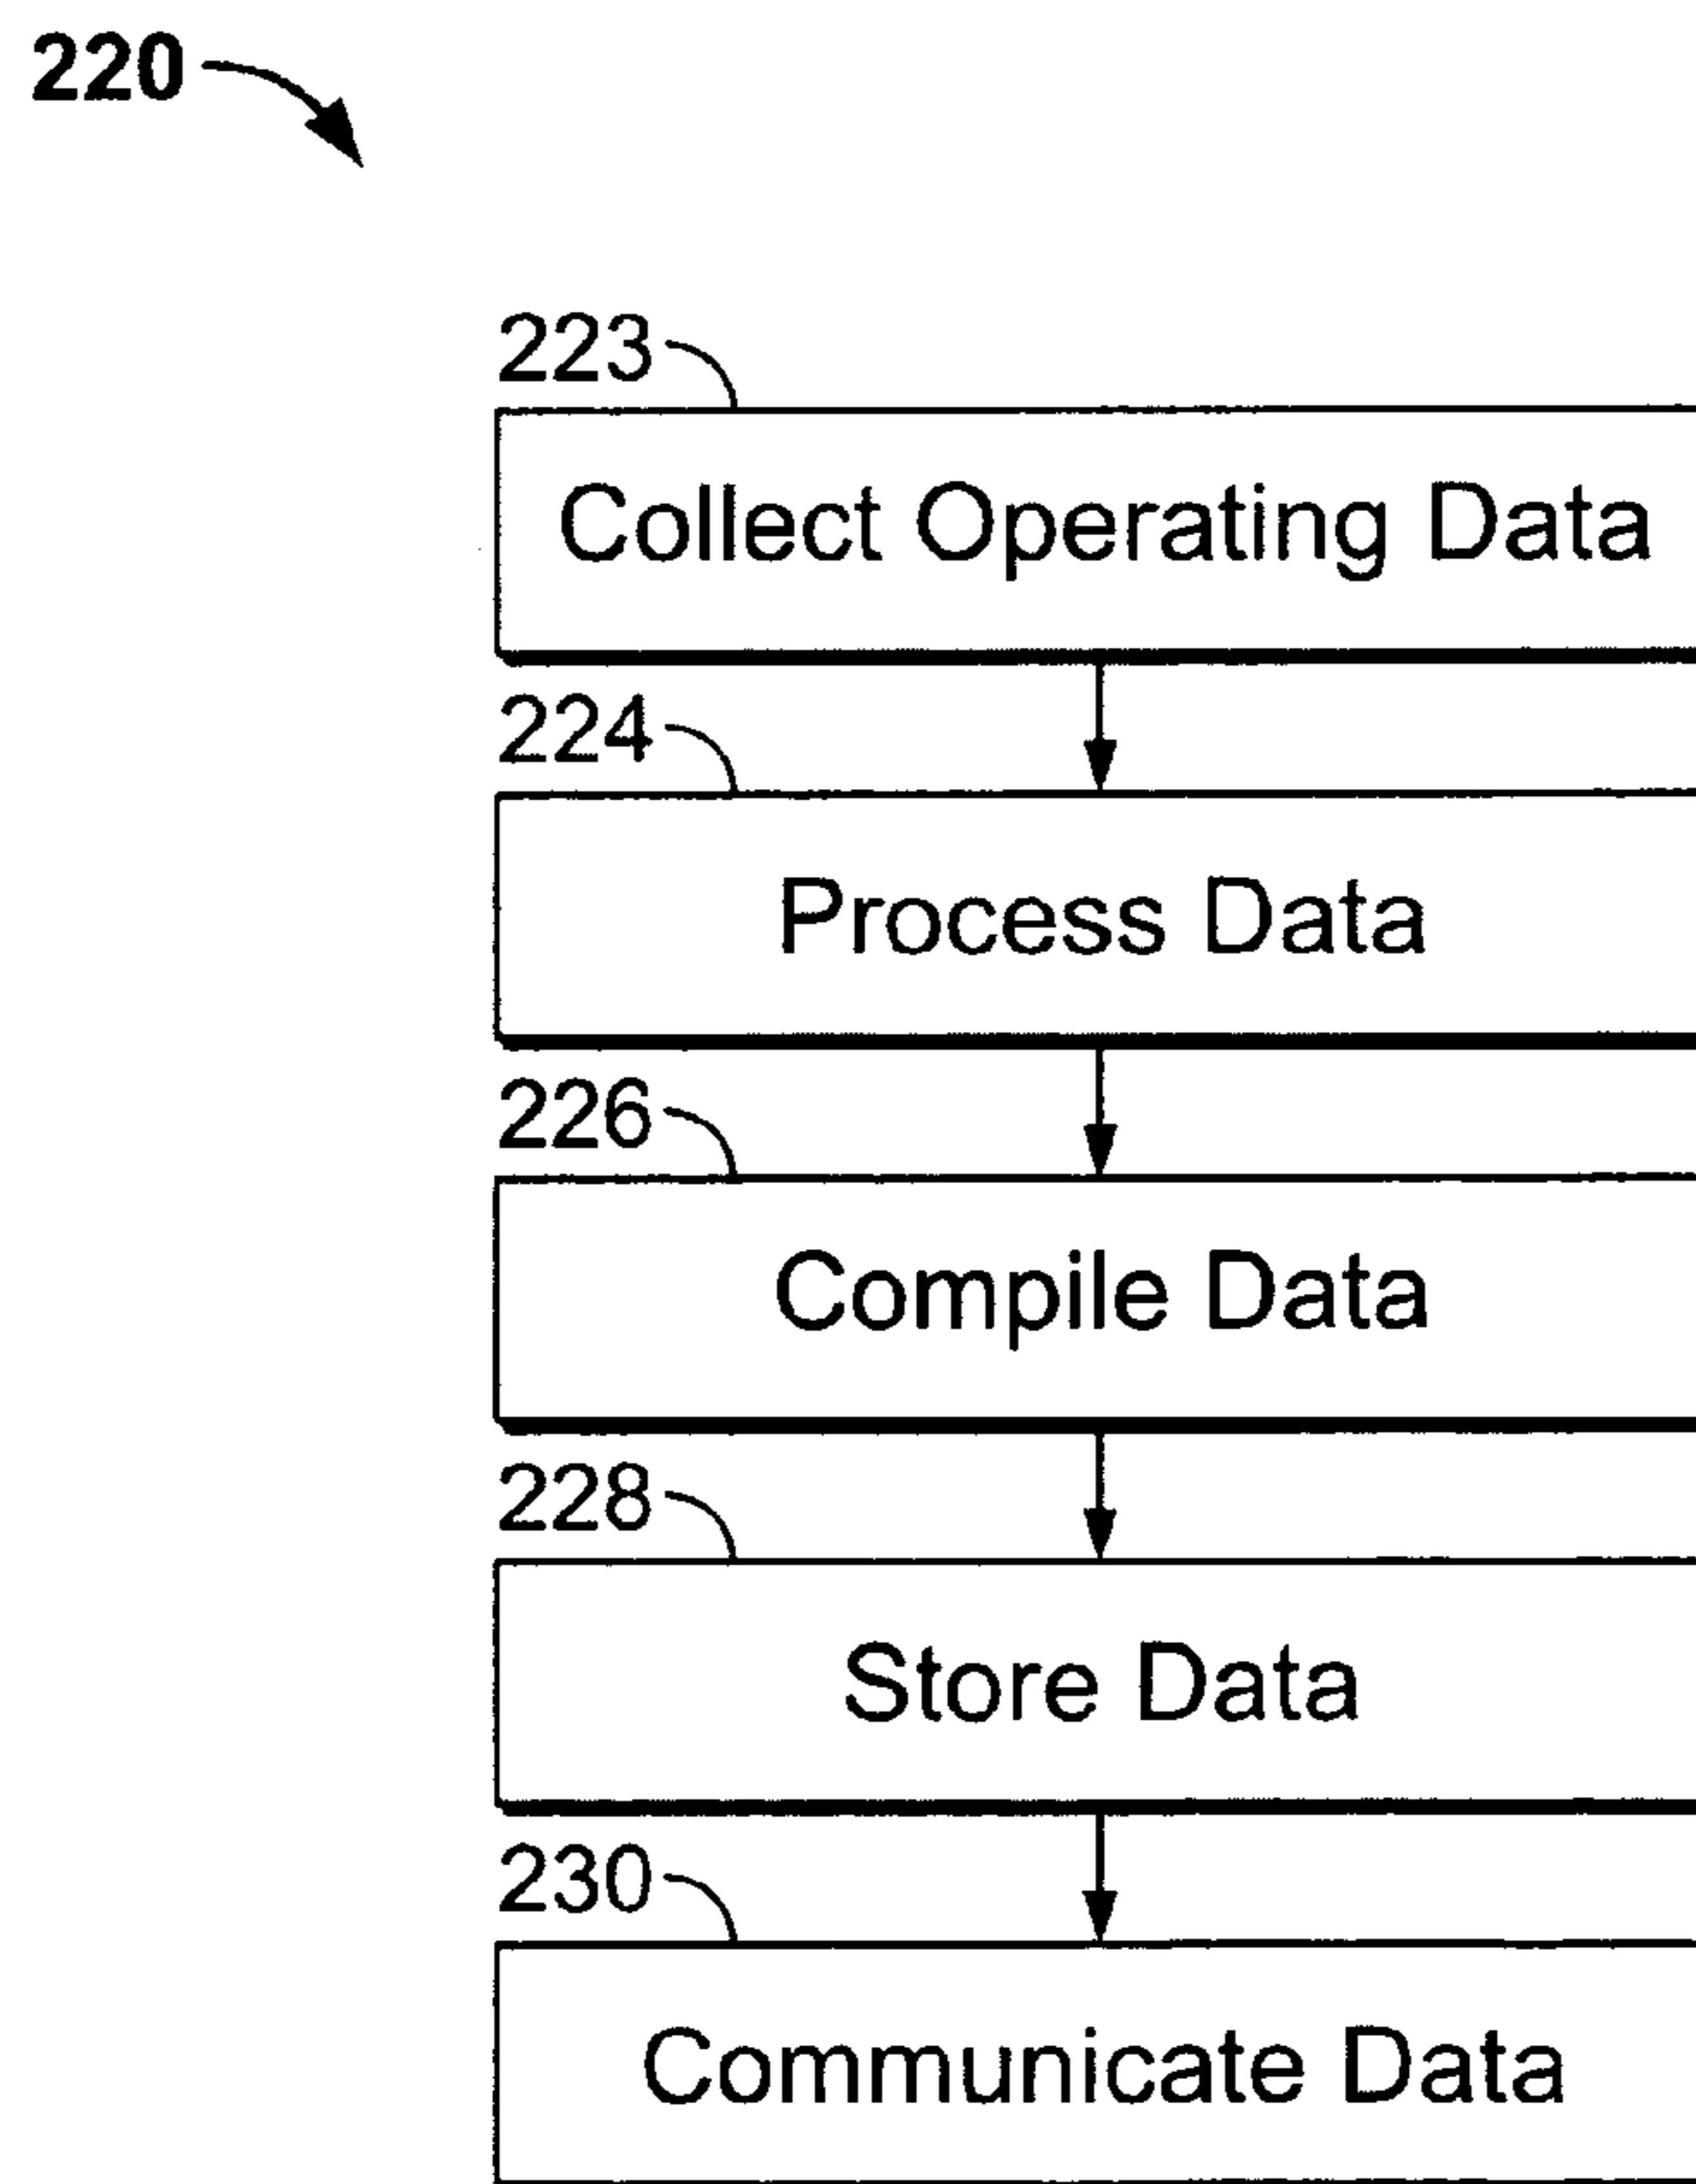 220
223
Collect Operating Data
224
Process Data
226
Compile Data
228
Store Data
230
Communicate Data